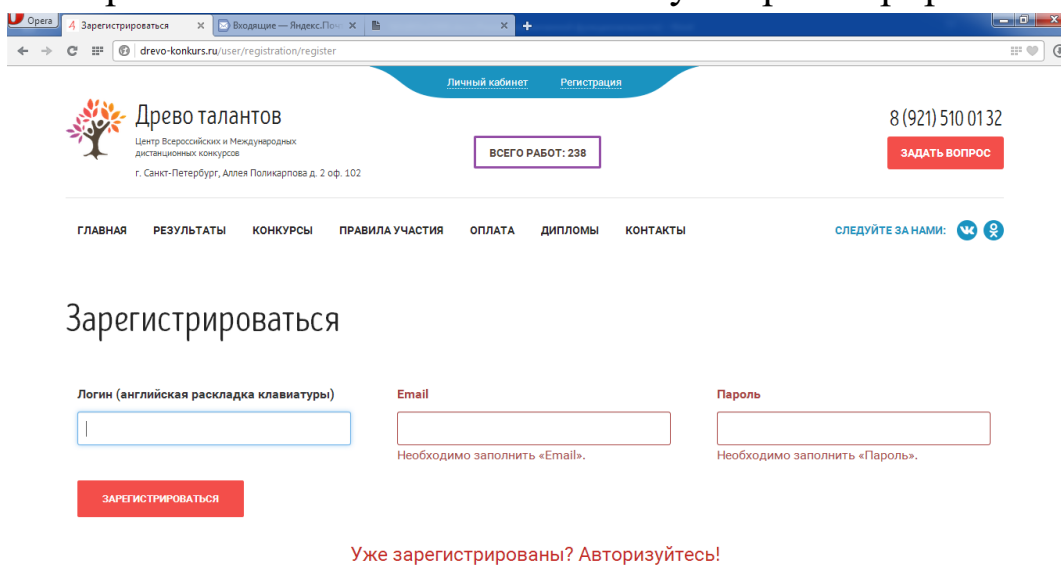 Opera
Зарегистрироваться
Входящие — Яндекс.Поч
drevo-konkurs.ru/user/registration/register
Личный кабинет Регистрация
Древо талантов
Центр Всероссийских и Международных
дистанционных конкурсов
г. Санкт-Петербург, Аллея Поликарпова д. 2 оф. 102
ВСЕГО РАБОТ: 238
8 (921) 510 01 32
ЗАДАТЬ ВОПРОС
ГЛАВНАЯ РЕЗУЛЬТАТЫ КОНКУРСЫ ПРАВИЛА УЧАСТИЯ ОПЛАТА ДИПЛОМЫ КОНТАКТЫ
СЛЕДУЙТЕ ЗА НАМИ:
Зарегистрироваться
Логин (английская раскладка клавиатуры) Email Пароль
Необходимо заполнить «Email». Необходимо заполнить «Пароль».
ЗАРЕГИСТРИРОВАТЬСЯ
Уже зарегистрированы? Авторизуйтесь!